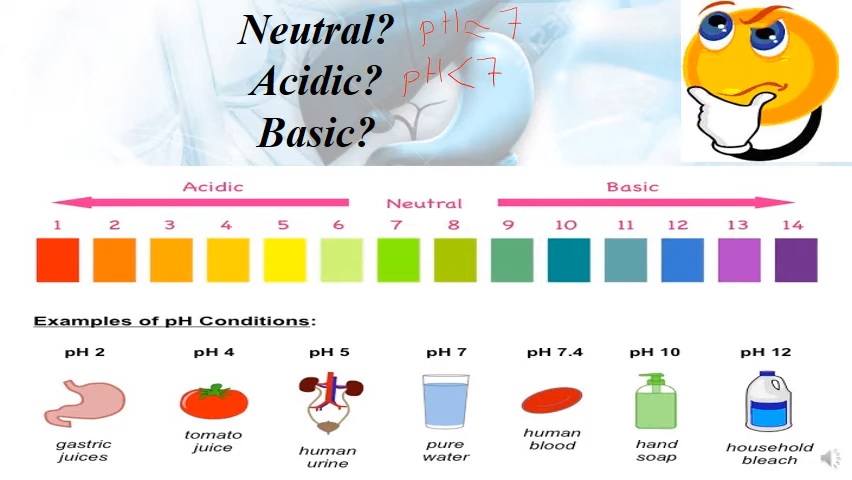 Neutral? pH ≃ 7
Acidic? pH < 7
Basic?
Acidic Neutral Basic
1 2 3 4 5 6 7 8 9 10 11 12 13 14
Examples of pH Conditions:
pH 2 pH 4 pH 5 pH 7 pH 7.4 pH 10 pH 12
gastric juices
tomato juice
human urine
pure water
human blood
hand soap
household bleach